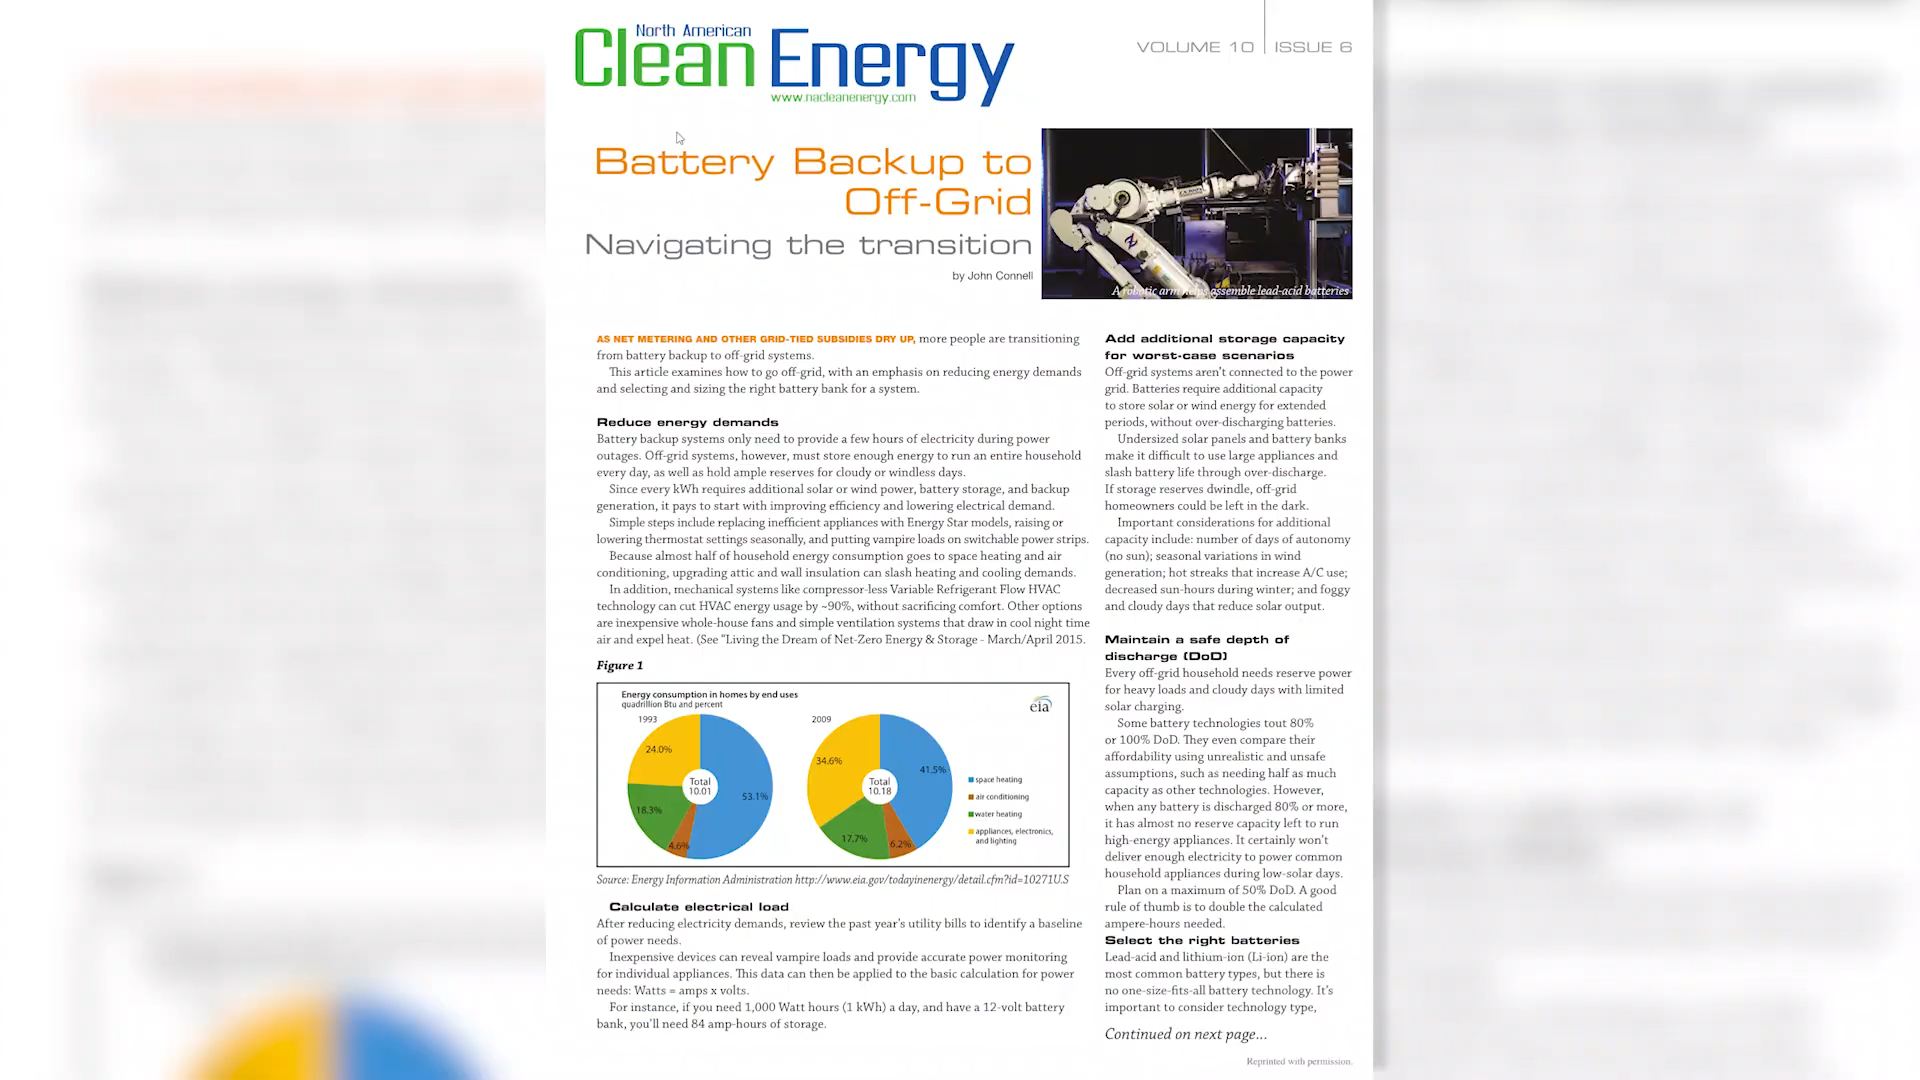 North American
Clean Energy
www.nacleanenergy.com
VOLUME 10 | ISSUE 6
Battery Backup to
Off-Grid
Navigating the transition
by John Connell
A robotic arm helps assemble lead-acid batteries
AS NET METERING AND OTHER GRID-TIED SUBSIDIES DRY UP, more people are transitioning
from battery backup to off-grid systems.
This article examines how to go off-grid, with an emphasis on reducing energy demands
and selecting and sizing the right battery bank for a system.
Reduce energy demands
Battery backup systems only need to provide a few hours of electricity during power
outages. Off-grid systems, however, must store enough energy to run an entire household
every day, as well as hold ample reserves for cloudy or windless days.
Since every kWh requires additional solar or wind power, battery storage, and backup
generation, it pays to start with improving efficiency and lowering electrical demand.
Simple steps include replacing inefficient appliances with Energy Star models, raising or
lowering thermostat settings seasonally, and putting vampire loads on switchable power strips.
Because almost half of household energy consumption goes to space heating and air
conditioning, upgrading attic and wall insulation can slash heating and cooling demands.
In addition, mechanical systems like compressor-less Variable Refrigerant Flow HVAC
technology can cut HVAC energy usage by ~90%, without sacrificing comfort. Other options
are inexpensive whole-house fans and simple ventilation systems that draw in cool night time
air and expel heat. (See “Living the Dream of Net-Zero Energy & Storage - March/April 2015.
Figure 1
Energy consumption in homes by end uses
quadrillion Btu and percent
eia
1993
24.0%
18.3%
4.6%
53.1%
Total
10.01
2009
34.6%
17.7%
6.2%
41.5%
Total
10.18
space heating
air conditioning
water heating
appliances, electronics,
and lighting
Source: Energy Information Administration http://www.eia.gov/todayinenergy/detail.cfm?id=10271U.S
Calculate electrical load
After reducing electricity demands, review the past year’s utility bills to identify a baseline
of power needs.
Inexpensive devices can reveal vampire loads and provide accurate power monitoring
for individual appliances. This data can then be applied to the basic calculation for power
needs: Watts = amps x volts.
For instance, if you need 1,000 Watt hours (1 kWh) a day, and have a 12-volt battery
bank, you’ll need 84 amp-hours of storage.
Add additional storage capacity
for worst-case scenarios
Off-grid systems aren’t connected to the power
grid. Batteries require additional capacity
to store solar or wind energy for extended
periods, without over-discharging batteries.
Undersized solar panels and battery banks
make it difficult to use large appliances and
slash battery life through over-discharge.
If storage reserves dwindle, off-grid
homeowners could be left in the dark.
Important considerations for additional
capacity include: number of days of autonomy
(no sun); seasonal variations in wind
generation; hot streaks that increase A/C use;
decreased sun-hours during winter; and foggy
and cloudy days that reduce solar output.
Maintain a safe depth of
discharge (DoD)
Every off-grid household needs reserve power
for heavy loads and cloudy days with limited
solar charging.
Some battery technologies tout 80%
or 100% DoD. They even compare their
affordability using unrealistic and unsafe
assumptions, such as needing half as much
capacity as other technologies. However,
when any battery is discharged 80% or more,
it has almost no reserve capacity left to run
high-energy appliances. It certainly won’t
deliver enough electricity to power common
household appliances during low-solar days.
Plan on a maximum of 50% DoD. A good
rule of thumb is to double the calculated
ampere-hours needed.
Select the right batteries
Lead-acid and lithium-ion (Li-ion) are the
most common battery types, but there is
no one-size-fits-all battery technology. It’s
important to consider technology type,
Continued on next page...
Reprinted with permission.